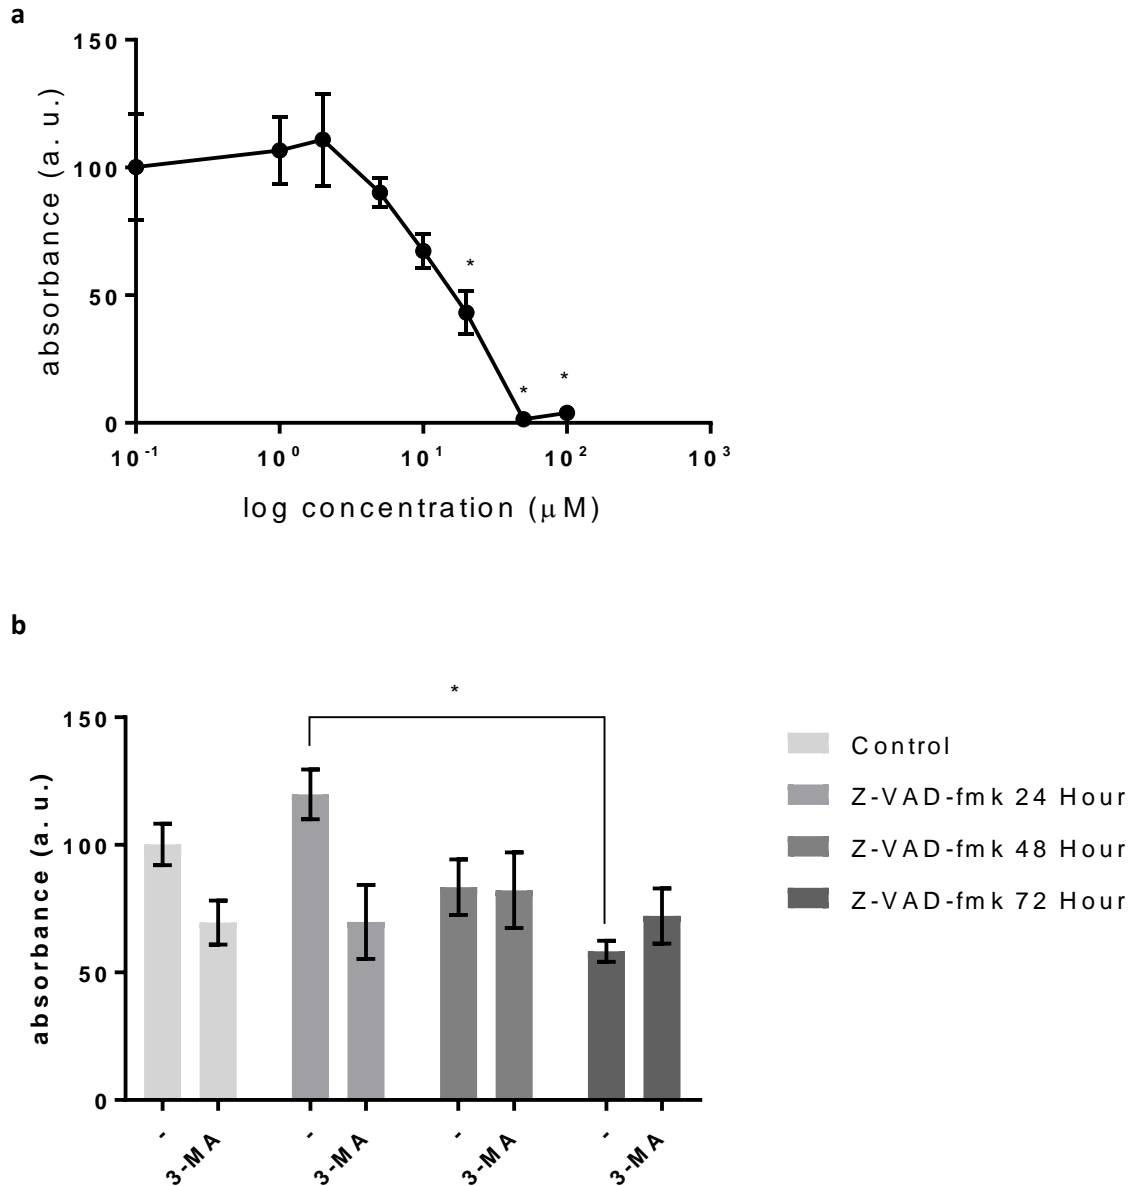 a
150
100
50
0
absorbance (a. u.)
*
*
*
10-1
100
101
102
103
log concentration (μM)
b
*
150
100
50
0
absorbance (a. u.)
-
3-MA
-
3-MA
-
3-MA
-
3-MA
Control
Z-VAD-fmk 24 Hour
Z-VAD-fmk 48 Hour
Z-VAD-fmk 72 Hour